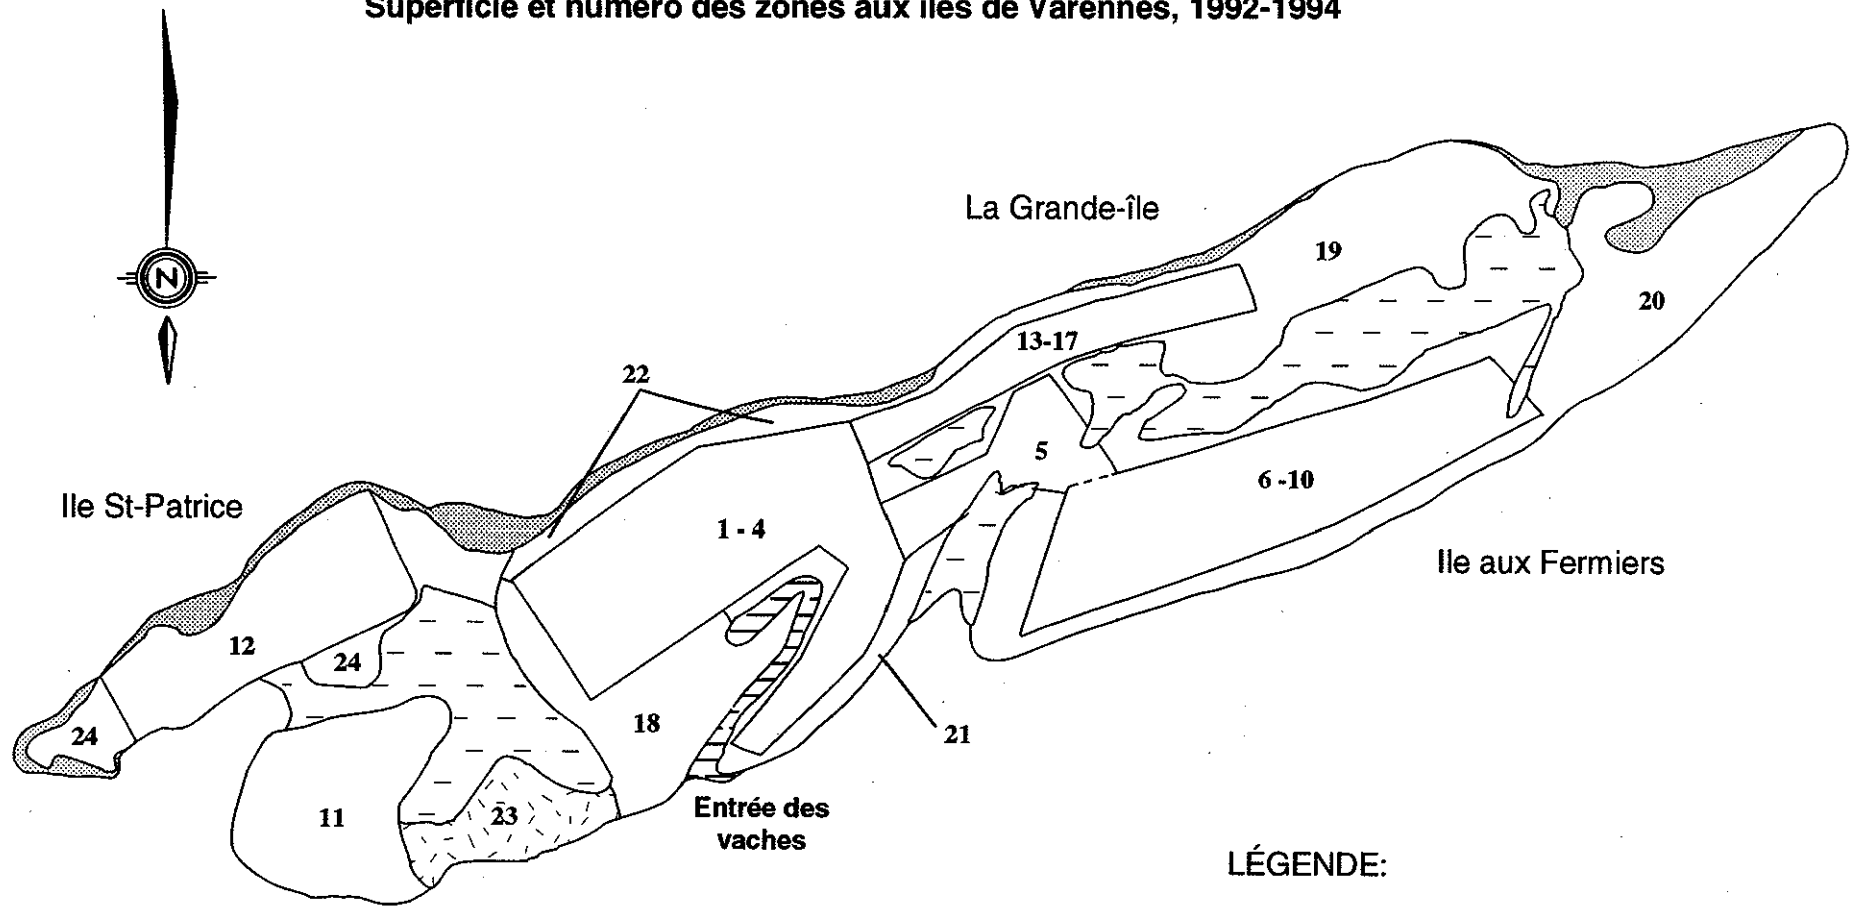 Superficie et numéro des zones aux îles de Varennes, 1992-1994
N
La Grande-île
19
20
13-17
22
5
6 -10
Ile St-Patrice
1 - 4
Ile aux Fermiers
12
24
24
18
21
11
23
Entrée des
vaches
LÉGENDE: